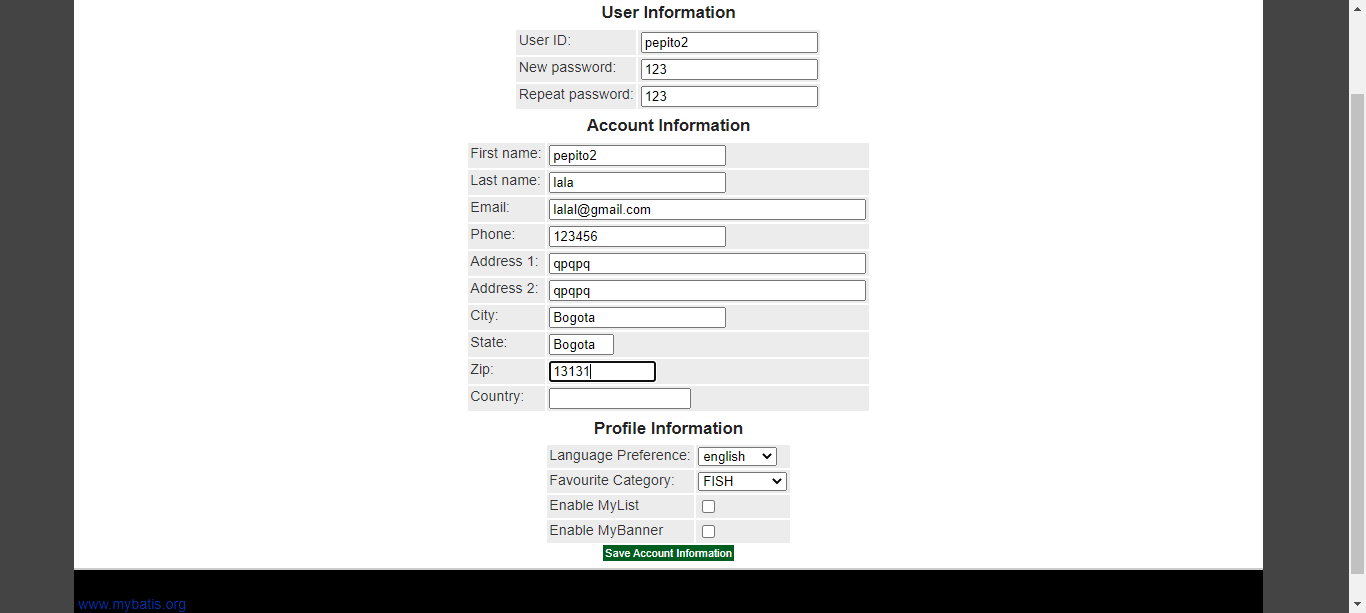 User Information
User ID: pepito2
New password: 123
Repeat password: 123
Account Information
First name: pepito2
Last name: lala
Email: lalal@gmail.com
Phone: 123456
Address 1: qpqpq
Address 2: qpqpq
City: Bogota
State: Bogota
Zip: 13131
Country:
Profile Information
Language Preference: english
Favourite Category: FISH
Enable MyList
Enable MyBanner
Save Account Information
www.mybatis.org